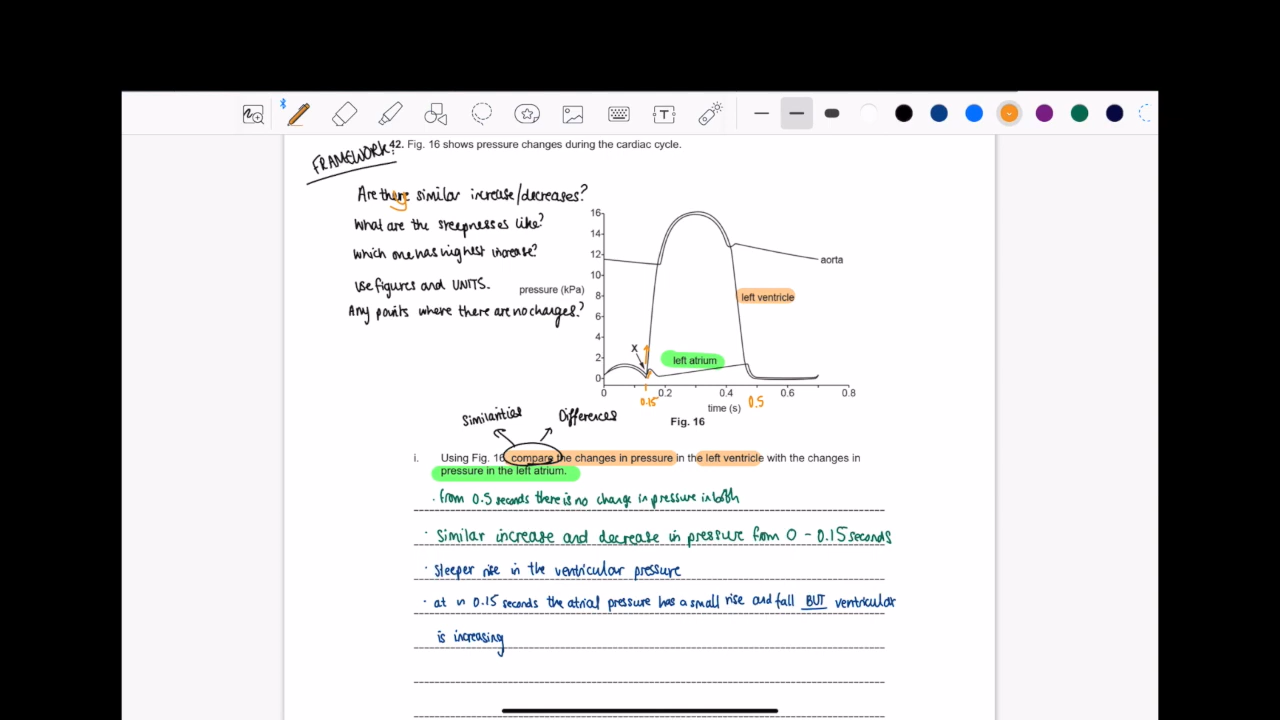 FRAMEWORK:
42. Fig. 16 shows pressure changes during the cardiac cycle.
Are there similar increase/decreases?
What are the steepnesses like?
Which one has highest increase?
use figures and UNITS.
Any points where there are no changes?
pressure (kPa)
16
14
12
10
8
6
4
2
0
aorta
left ventricle
X
left atrium
0
0.2
0.4
0.6
0.8
0.15
0.5
time (s)
Fig. 16
Similarities
Differences
i. Using Fig. 16, compare the changes in pressure in the left ventricle with the changes in
pressure in the left atrium.
· from 0.5 seconds there is no change in pressure in both
· similar increase and decrease in pressure from 0 - 0.15 seconds
· steeper rise in the ventricular pressure
· at ~ 0.15 seconds the atrial pressure has a small rise and fall BUT ventricular
is increasing